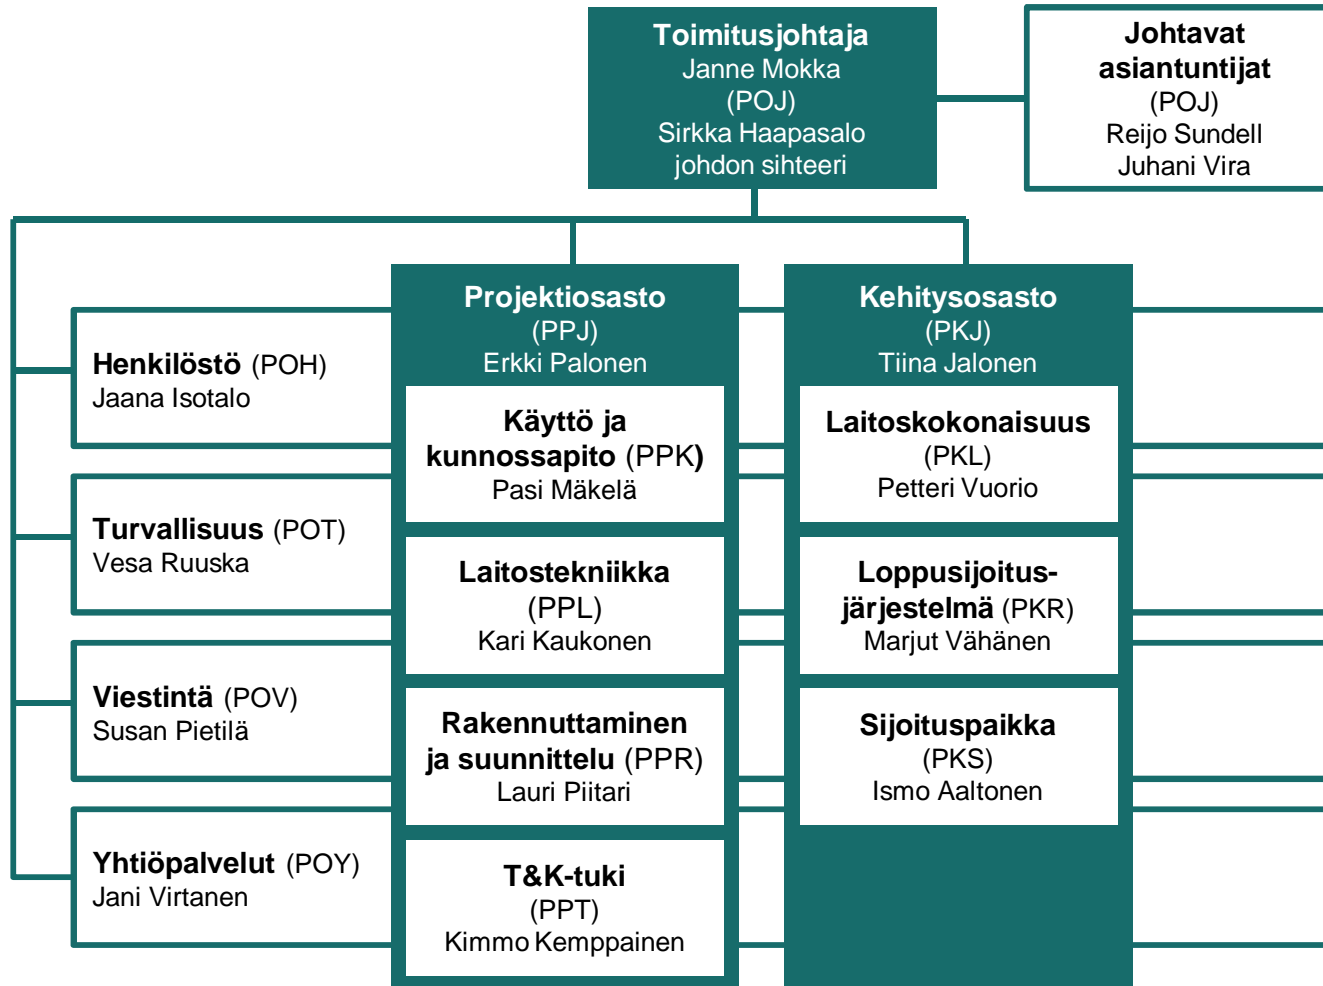 Toimitusjohtaja
Janne Mokka
(POJ)
Sirkka Haapasalo
johdon sihteeri
Johtavat
asiantuntijat
(POJ)
Reijo Sundell
Juhani Vira
Henkilöstö (POH)
Jaana Isotalo
Turvallisuus (POT)
Vesa Ruuska
Viestintä (POV)
Susan Pietilä
Yhtiöpalvelut (POY)
Jani Virtanen
Projektiosasto
(PPJ)
Erkki Palonen
Käyttö ja
kunnossapito (PPK)
Pasi Mäkelä
Laitostekniikka
(PPL)
Kari Kaukonen
Rakennuttaminen
ja suunnittelu (PPR)
Lauri Piitari
T&K-tuki
(PPT)
Kimmo Kemppainen
Kehitysosasto
(PKJ)
Tiina Jalonen
Laitoskokonaisuus
(PKL)
Petteri Vuorio
Loppusijoitus-
järjestelmä (PKR)
Marjut Vähänen
Sijoituspaikka
(PKS)
Ismo Aaltonen